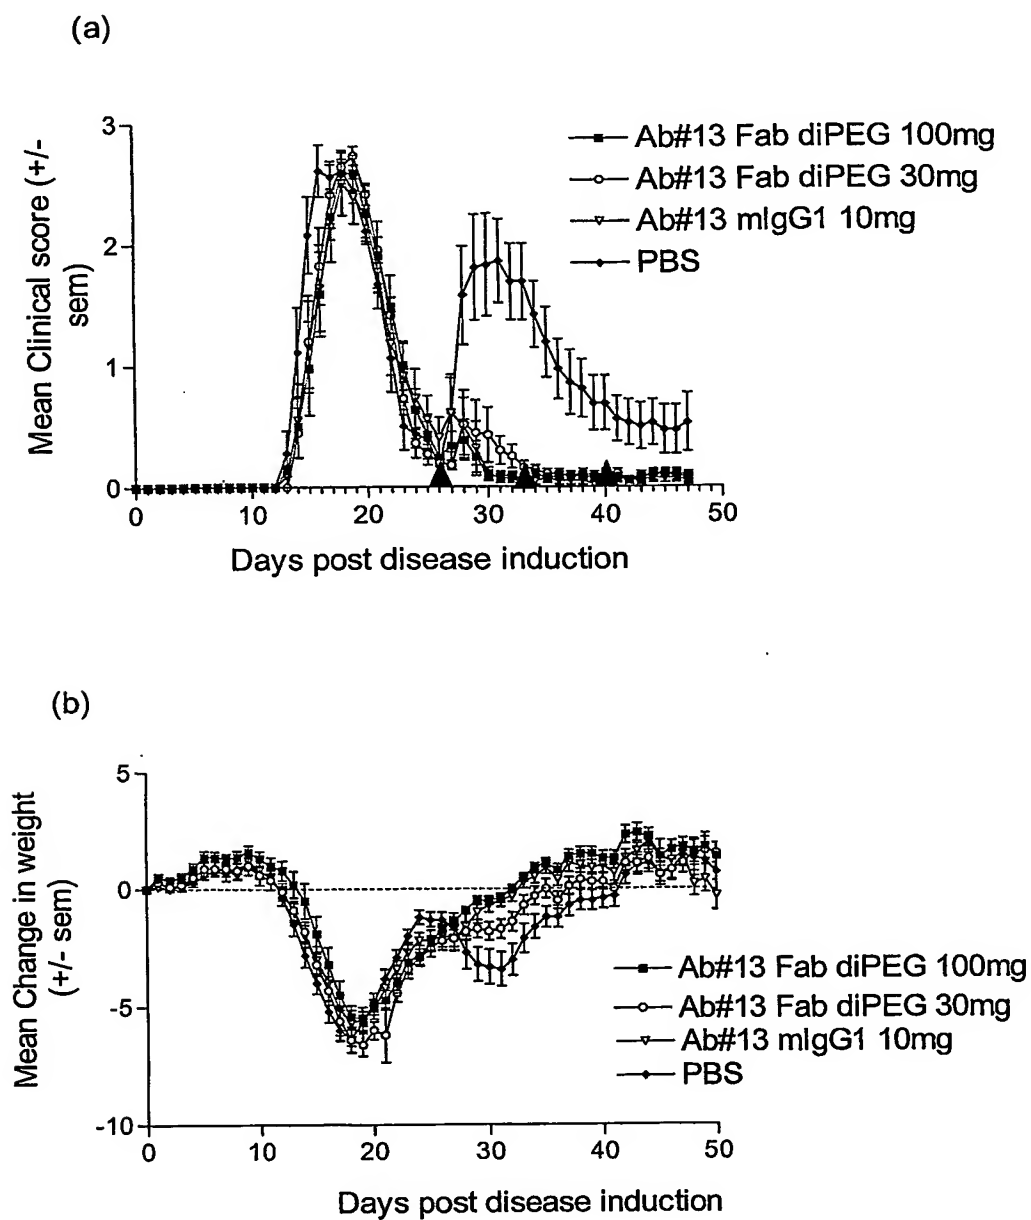 (a)
3
2
1
0
Mean Clinical score (+/-
sem)
Ab#13 Fab diPEG 100mg
Ab#13 Fab diPEG 30mg
Ab#13 mIgG1 10mg
PBS
0 10 20 30 40 50
Days post disease induction
(b)
5
0
-5
-10
Mean Change in weight
(+/- sem)
Ab#13 Fab diPEG 100mg
Ab#13 Fab diPEG 30mg
Ab#13 mIgG1 10mg
PBS
0 10 20 30 40 50
Days post disease induction